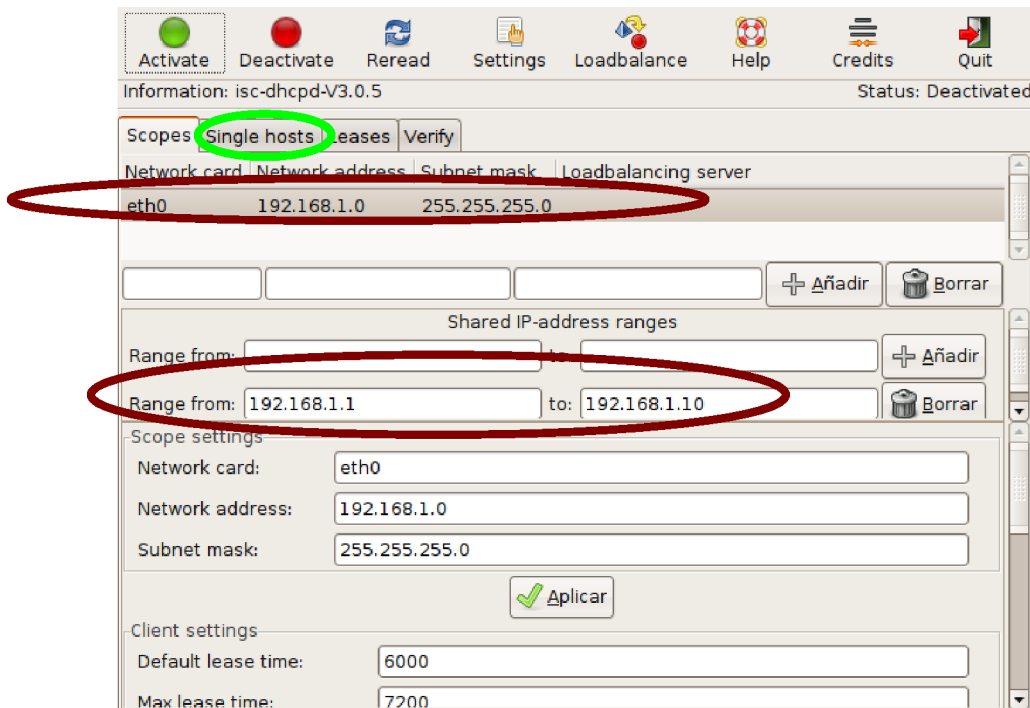 Activate Deactivate Reread Settings Loadbalance Help Credits Quit
Information: isc-dhcpd-V3.0.5 Status: Deactivated
Scopes Single hosts Leases Verify
Network card Network address Subnet mask Loadbalancing server
eth0 192.168.1.0 255.255.255.0
Añadir Borrar
Shared IP-address ranges
Range from: to: Añadir
Range from: 192.168.1.1 to: 192.168.1.10 Borrar
Scope settings
Network card: eth0
Network address: 192.168.1.0
Subnet mask: 255.255.255.0
Aplicar
Client settings
Default lease time: 6000
Max lease time: 7200